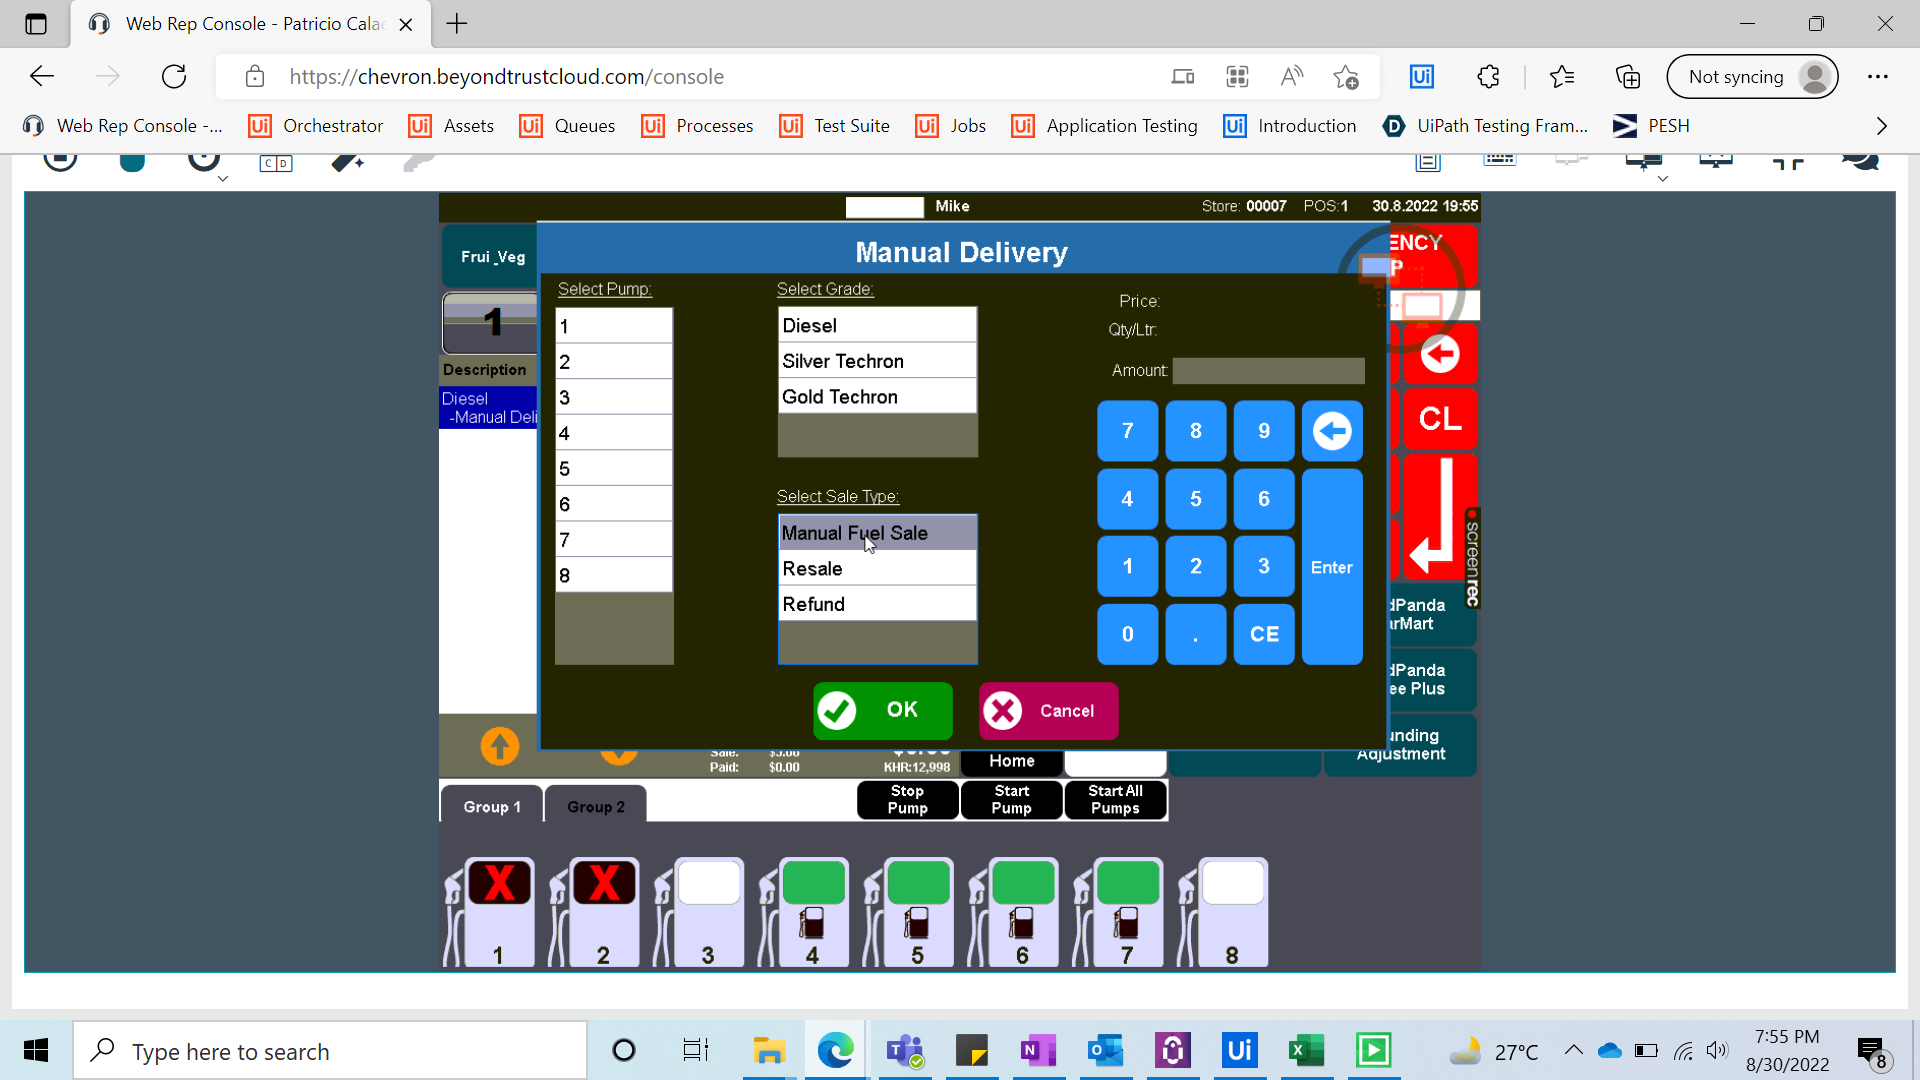 Web Rep Console - Patricio Cala
https://chevron.beyondtrustcloud.com/console
Not syncing
Web Rep Console -...
Orchestrator
Assets
Queues
Processes
Test Suite
Jobs
Application Testing
Introduction
UiPath Testing Fram...
PESH
C D
Mike
Store: 00007
POS:1
30.8.2022 19:55
Frui_Veg
Manual Delivery
ENCY
P
Select Pump:
Select Grade:
Price:
Qty/Ltr:
Amount:
1
Description
Diesel
-Manual Deli
1
2
3
4
5
6
7
8
Diesel
Silver Techron
Gold Techron
Select Sale Type:
Manual Fuel Sale
Resale
Refund
7
8
9
4
5
6
1
2
3
Enter
0
.
CE
CL
screenrec
OK
Cancel
dPanda
arMart
dPanda
ee Plus
unding
Adjustment
Sale:
$3.00
Paid:
$0.00
KHR:12,998
Home
Group 1
Group 2
Stop
Pump
Start
Pump
Start All
Pumps
X
X
1
2
3
4
5
6
7
8
Type here to search
27°C
7:55 PM
8/30/2022
8